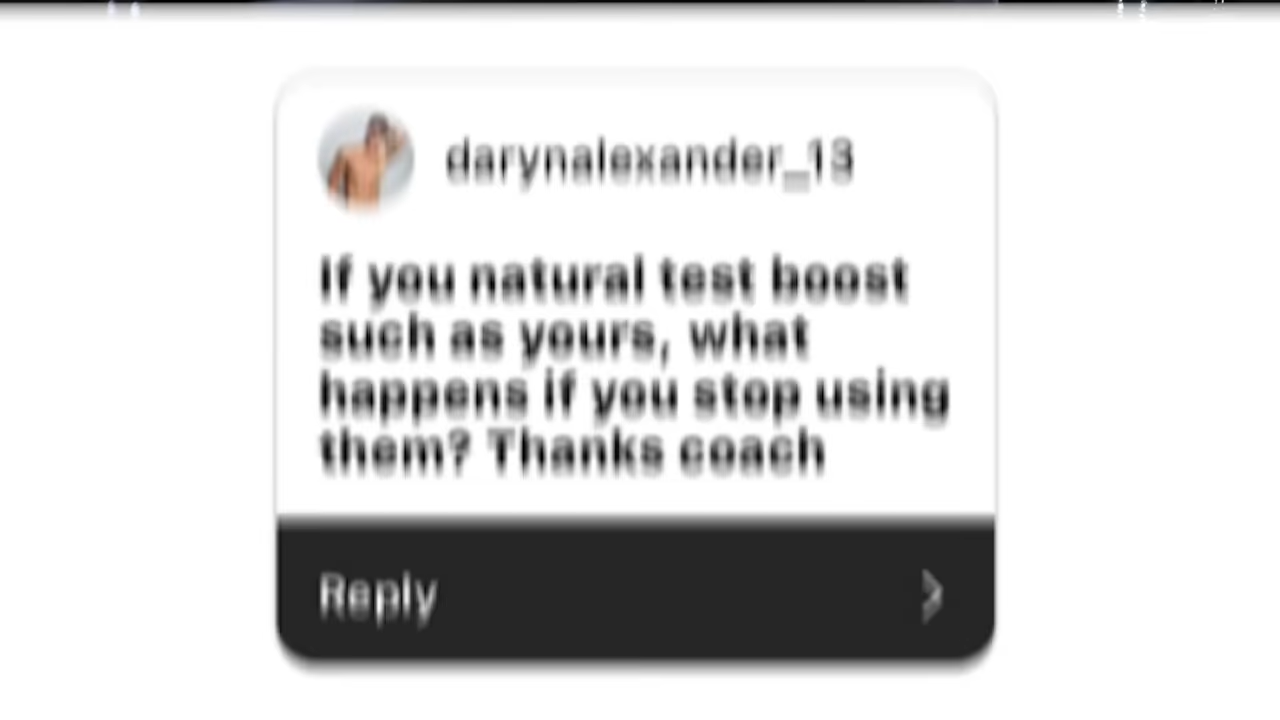 darynalexander_13
If you natural test boost
such as yours, what
happens if you stop using
them? Thanks coach
Reply